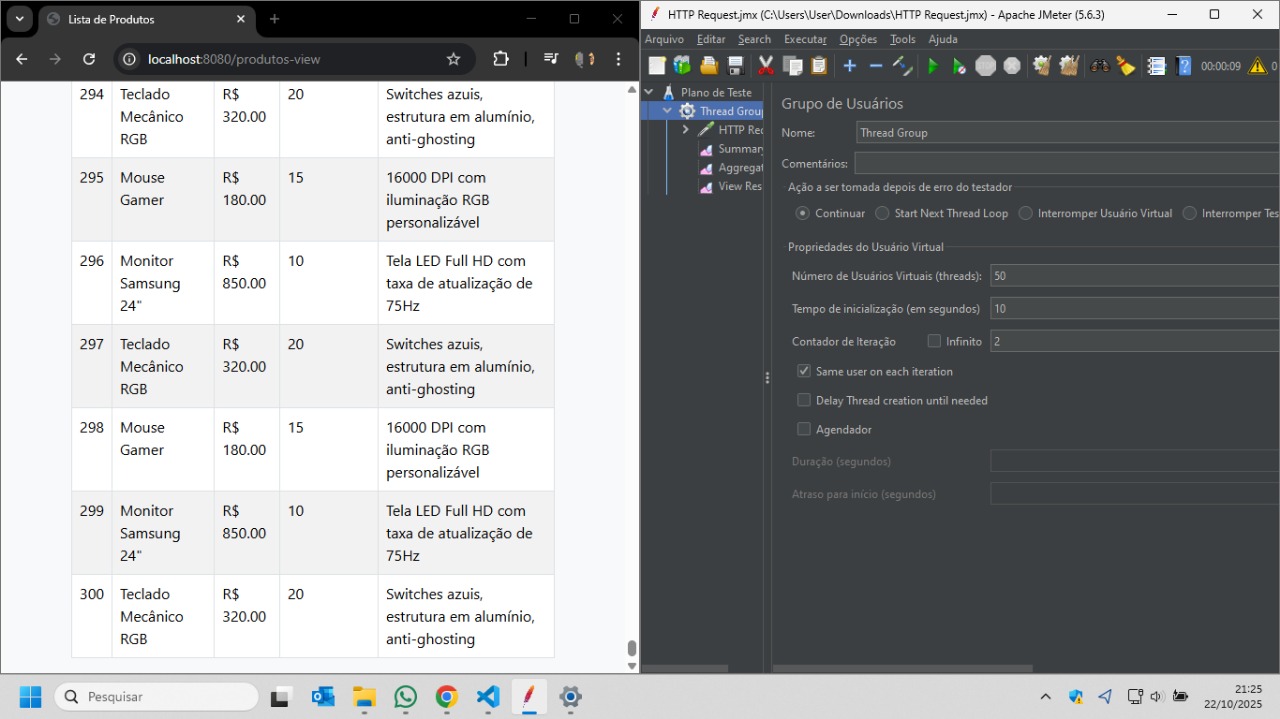 Lista de Produtos
localhost:8080/produtos-view
294 Teclado Mecânico RGB R$ 320.00 20 Switches azuis, estrutura em alumínio, anti-ghosting
295 Mouse Gamer R$ 180.00 15 16000 DPI com iluminação RGB personalizável
296 Monitor Samsung 24" R$ 850.00 10 Tela LED Full HD com taxa de atualização de 75Hz
297 Teclado Mecânico RGB R$ 320.00 20 Switches azuis, estrutura em alumínio, anti-ghosting
298 Mouse Gamer R$ 180.00 15 16000 DPI com iluminação RGB personalizável
299 Monitor Samsung 24" R$ 850.00 10 Tela LED Full HD com taxa de atualização de 75Hz
300 Teclado Mecânico RGB R$ 320.00 20 Switches azuis, estrutura em alumínio, anti-ghosting
HTTP Request.jmx (C:\Users\User\Downloads\HTTP Request.jmx) - Apache JMeter (5.6.3)
Arquivo Editar Search Executar Opções Tools Ajuda
STOP
00:00:09 0
Plano de Teste
Thread Grou
HTTP Rec
Summary
Aggregat
View Res
Grupo de Usuários
Nome: Thread Group
Comentários:
Ação a ser tomada depois de erro do testador
Continuar Start Next Thread Loop Interromper Usuário Virtual Interromper Tes
Propriedades do Usuário Virtual
Número de Usuários Virtuais (threads): 50
Tempo de inicialização (em segundos) 10
Contador de Iteração Infinito 2
Same user on each iteration
Delay Thread creation until needed
Agendador
Duração (segundos)
Atraso para início (segundos)
Pesquisar
21:25
22/10/2025